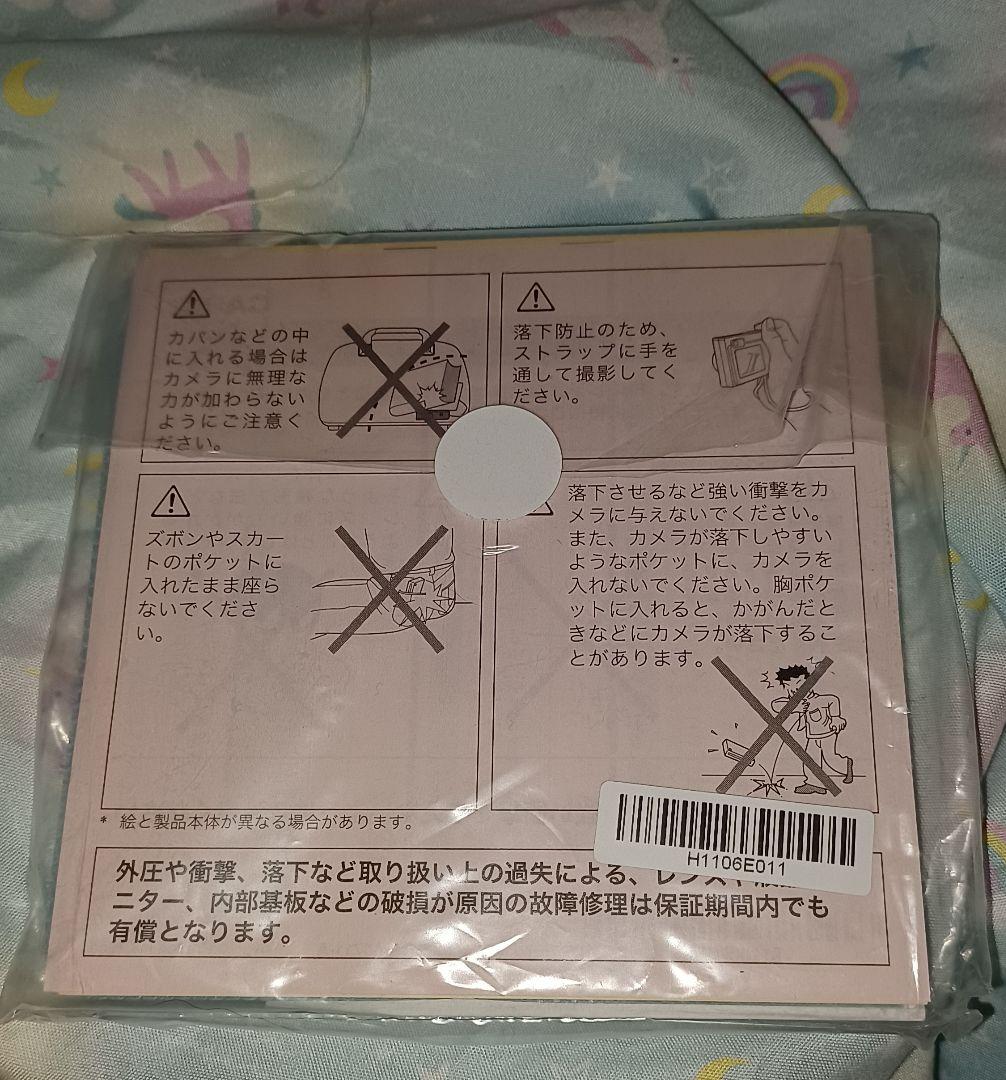 カバンなどの中
に入れる場合は
カメラに無理な
力が加わらない
ようにご注意く
ださい。
落下防止のため、
ストラップに手を
通して撮影してく
ださい。
ズボンやスカー
トのポケットに
入れたまま座ら
ないでくださ
い。
落下させるなど強い衝撃をカ
メラに与えないでください。
また、カメラが落下しやすい
ようなポケットに、カメラを
入れないでください。胸ポケ
ットに入れると、かがんだと
きなどにカメラが落下するこ
とがあります。
* 絵と製品本体が異なる場合があります。
H1106E011
外圧や衝撃、落下など取り扱い上の過失による、レンズや
ニター、内部基板などの破損が原因の故障修理は保証期間内でも
有償となります。